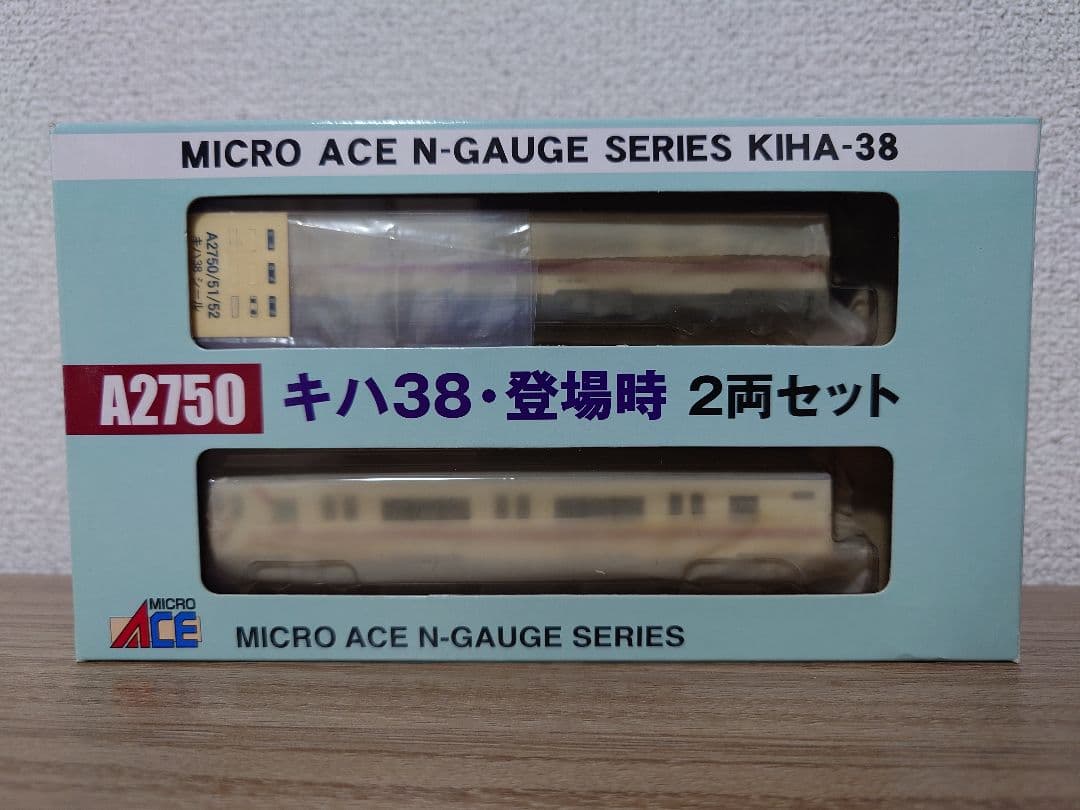 MICRO ACE N-GAUGE SERIES KIHA-38
A2750/51/52
キハ38 シール
A2750
キハ38・登場時 2両セット
MICRO
ACE
MICRO ACE N-GAUGE SERIES